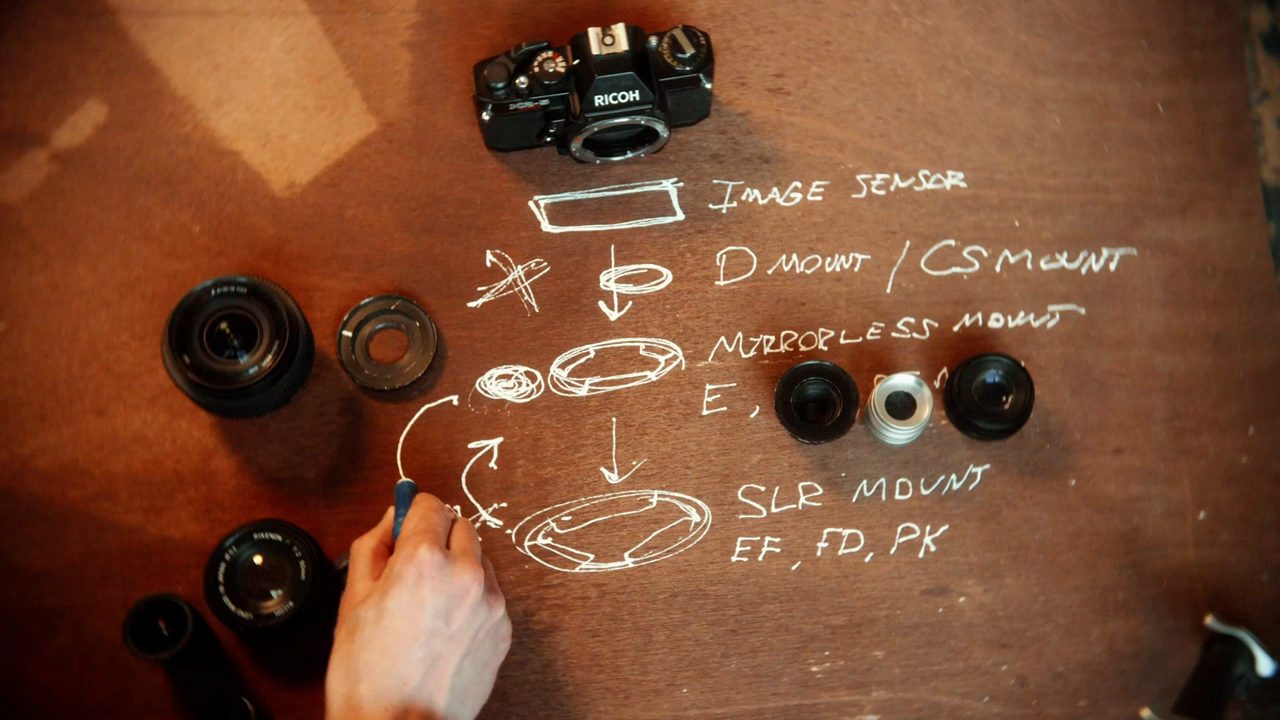 RICOH
IMAGE SENSOR
D MOUNT / CS MOUNT
MIRRORLESS MOUNT
E,
SLR MOUNT
EF, FD, PK